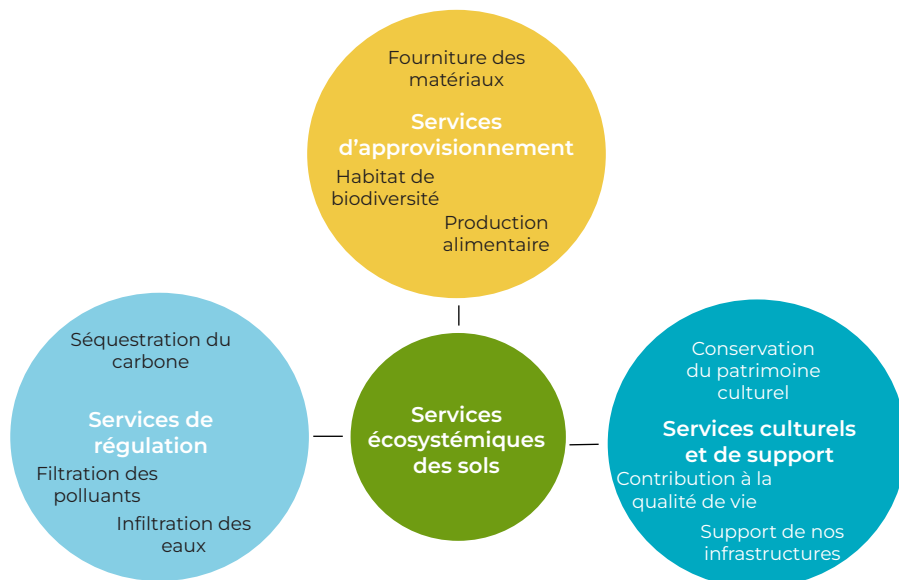 Fourniture des
matériaux
Services
d'approvisionnement
Habitat de
biodiversité
Production
alimentaire
Séquestration du
carbone
Services de
régulation
Filtration des
polluants
Infiltration des
eaux
Services
écosystémiques
des sols
Conservation
du patrimoine
culturel
Services culturels
et de support
Contribution à la
qualité de vie
Support de nos
infrastructures